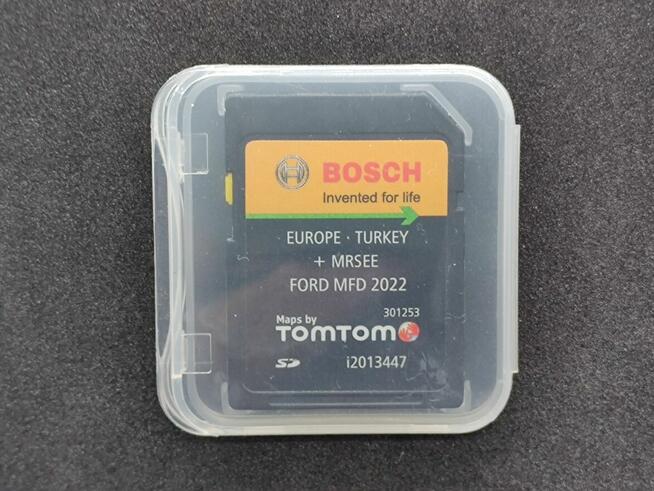 BOSCH
Invented for life
EUROPE · TURKEY
+ MRSEE
FORD MFD 2022
301253
Maps by
TOMTOM
SD i2013447